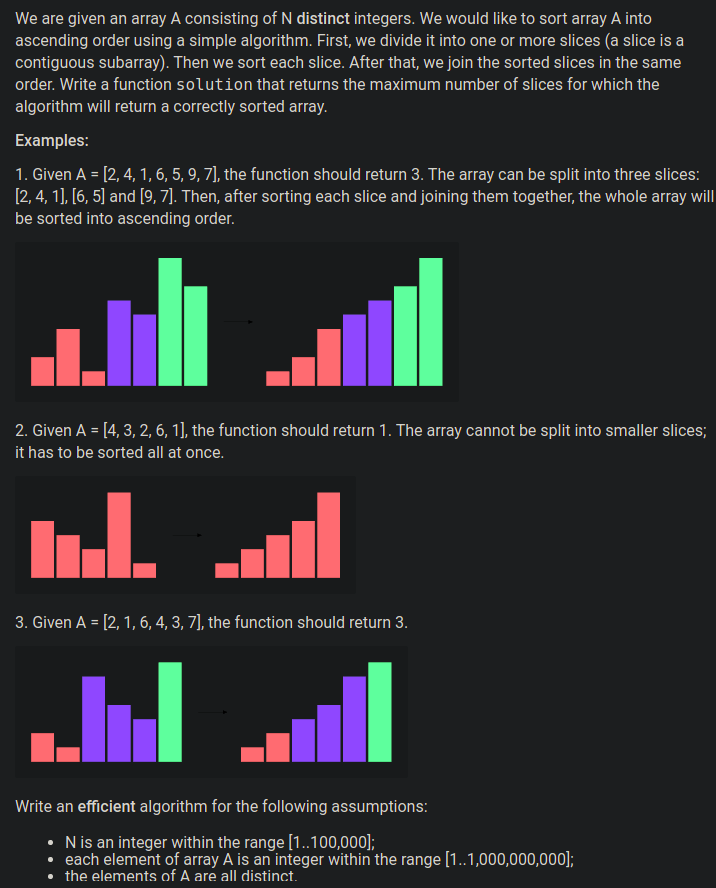 We are given an array A consisting of N distinct integers. We would like to sort array A into
ascending order using a simple algorithm. First, we divide it into one or more slices (a slice is a
contiguous subarray). Then we sort each slice. After that, we join the sorted slices in the same
order. Write a function solution that returns the maximum number of slices for which the
algorithm will return a correctly sorted array.
Examples:
1. Given A = [2, 4, 1, 6, 5, 9, 7], the function should return 3. The array can be split into three slices:
[2, 4, 1], [6, 5] and [9, 7]. Then, after sorting each slice and joining them together, the whole array will
be sorted into ascending order.
2. Given A = [4, 3, 2, 6, 1], the function should return 1. The array cannot be split into smaller slices;
it has to be sorted all at once.
3. Given A = [2, 1, 6, 4, 3, 7], the function should return 3.
Write an efficient algorithm for the following assumptions:
• N is an integer within the range [1..100,000];
• each element of array A is an integer within the range [1..1,000,000,000];
• the elements of A are all distinct.